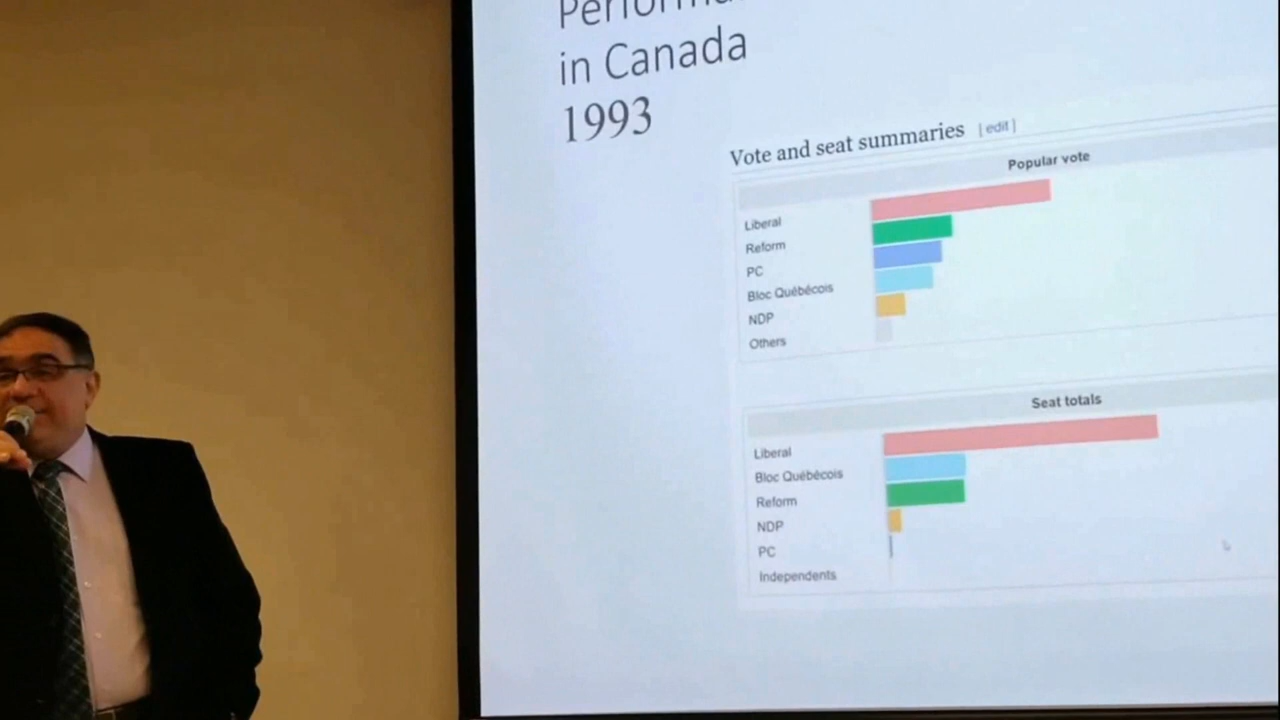 in Canada
1993
Vote and seat summaries [ edit ]
Popular vote
Liberal
Reform
PC
Bloc Québécois
NDP
Others
Seat totals
Liberal
Bloc Québécois
Reform
NDP
PC
Independents